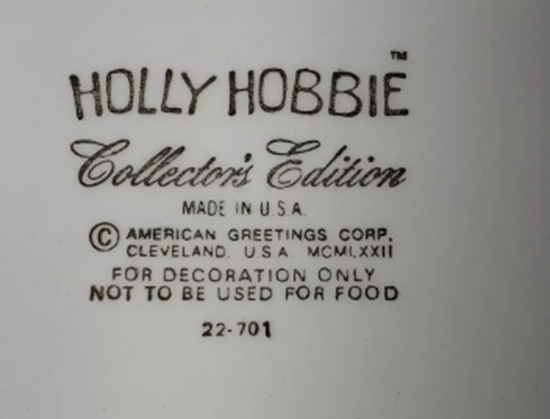 HOLLY HOBBIE™
Collector's Edition
MADE IN U.S.A.
© AMERICAN GREETINGS CORP.
CLEVELAND. U.S.A. MCMLXXII
FOR DECORATION ONLY
NOT TO BE USED FOR FOOD
22-701